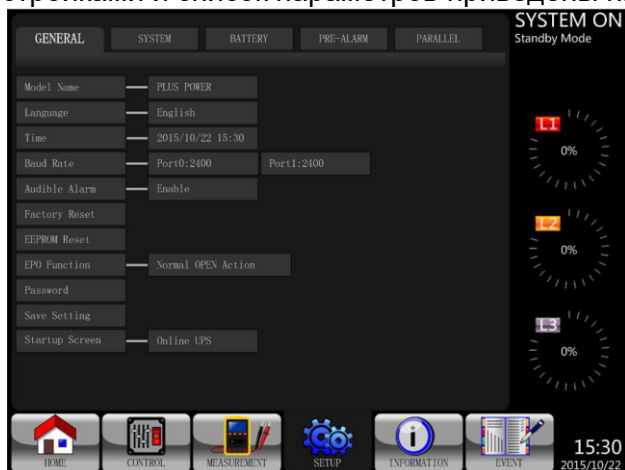 стройками и список параметров приведены н
SYSTEM ON
Standby Mode
GENERAL SYSTEM BATTERY PRE-ALARM PARALLEL
Model Name PLUS POWER
Language English
Time 2015/10/22 15:30
Baud Rate Port0:2400 Port1:2400
Audible Alarm Enable
Factory Reset
EEPROM Reset
EPO Function Normal OPEN Action
Password
Save Setting
Startup Screen Online UPS
L1
0%
L2
0%
L3
0%
HOME CONTROL MEASUREMENT SETUP INFORMATION EVENT
15:30
2015/10/22